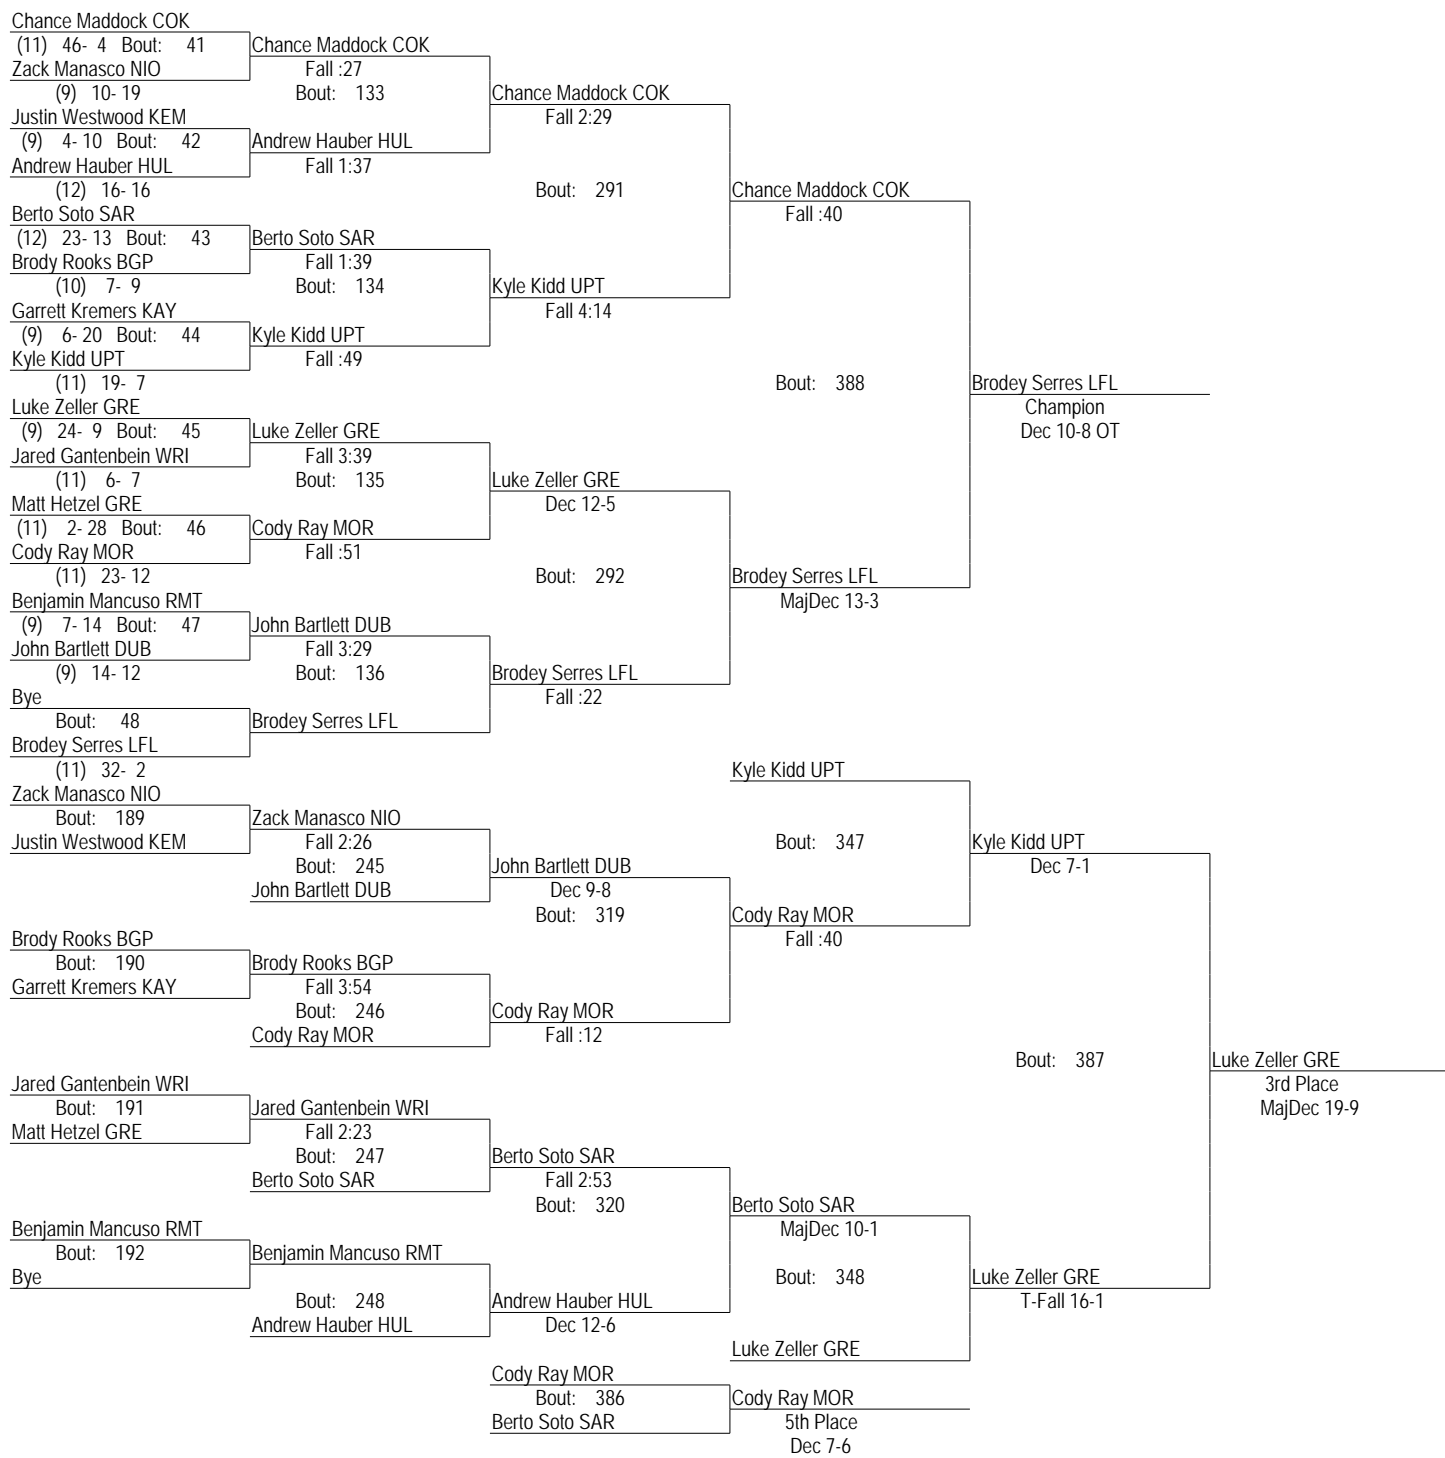 Chance Maddock COK
(11) 46- 4 Bout: 41
Zack Manasco NIO
(9) 10- 19
Justin Westwood KEM
(9) 4- 10 Bout: 42
Andrew Hauber HUL
(12) 16- 16
Berto Soto SAR
(12) 23- 13 Bout: 43
Brody Rooks BGP
(10) 7- 9
Garrett Kremers KAY
(9) 6- 20 Bout: 44
Kyle Kidd UPT
(11) 19- 7
Luke Zeller GRE
(9) 24- 9 Bout: 45
Jared Gantenbein WRI
(11) 6- 7
Matt Hetzel GRE
(11) 2- 28 Bout: 46
Cody Ray MOR
(11) 23- 12
Benjamin Mancuso RMT
(9) 7- 14 Bout: 47
John Bartlett DUB
(9) 14- 12
Bye
Bout: 48
Brodey Serres LFL
(11) 32- 2
Chance Maddock COK
Fall :27
Bout: 133
Andrew Hauber HUL
Fall 1:37
Berto Soto SAR
Fall 1:39
Bout: 134
Kyle Kidd UPT
Fall :49
Luke Zeller GRE
Fall 3:39
Bout: 135
Cody Ray MOR
Fall :51
John Bartlett DUB
Fall 3:29
Bout: 136
Brodey Serres LFL
Chance Maddock COK
Fall 2:29
Bout: 291
Kyle Kidd UPT
Fall 4:14
Luke Zeller GRE
Dec 12-5
Bout: 292
Brodey Serres LFL
Fall :22
Chance Maddock COK
Fall :40
Bout: 388
Brodey Serres LFL
MajDec 13-3
Brodey Serres LFL
Champion
Dec 10-8 OT
Zack Manasco NIO
Bout: 189
Justin Westwood KEM
Brody Rooks BGP
Bout: 190
Garrett Kremers KAY
Jared Gantenbein WRI
Bout: 191
Matt Hetzel GRE
Benjamin Mancuso RMT
Bout: 192
Bye
Zack Manasco NIO
Fall 2:26
Bout: 245
John Bartlett DUB
Brody Rooks BGP
Fall 3:54
Bout: 246
Cody Ray MOR
Jared Gantenbein WRI
Fall 2:23
Bout: 247
Berto Soto SAR
Benjamin Mancuso RMT
Bout: 248
Andrew Hauber HUL
John Bartlett DUB
Dec 9-8
Bout: 319
Cody Ray MOR
Fall :12
Berto Soto SAR
Fall 2:53
Bout: 320
Andrew Hauber HUL
Dec 12-6
Kyle Kidd UPT
Bout: 347
Cody Ray MOR
Fall :40
Berto Soto SAR
MajDec 10-1
Bout: 348
Luke Zeller GRE
Kyle Kidd UPT
Dec 7-1
Bout: 387
Luke Zeller GRE
T-Fall 16-1
Luke Zeller GRE
3rd Place
MajDec 19-9
Cody Ray MOR
Bout: 386
Berto Soto SAR
Cody Ray MOR
5th Place
Dec 7-6